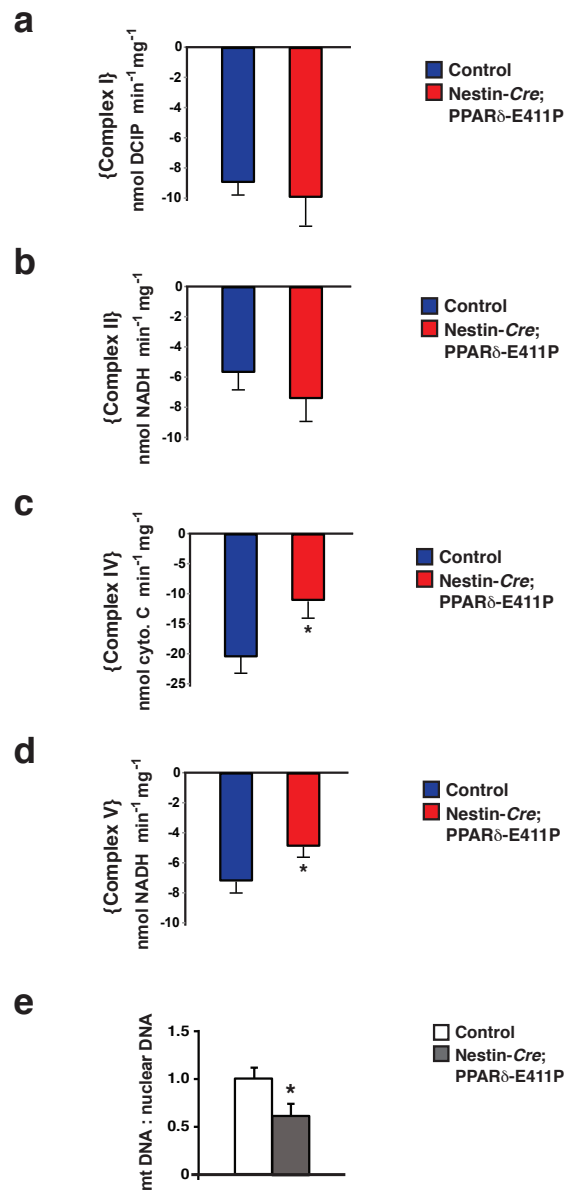 a
{Complex I}
nmol DCIP min⁻¹ mg⁻¹
0
-2
-4
-6
-8
-10
Control
Nestin-Cre;
PPARδ-E411P
b
{Complex II}
nmol NADH min⁻¹ mg⁻¹
0
-2
-4
-6
-8
-10
Control
Nestin-Cre;
PPARδ-E411P
c
{Complex IV}
nmol cyto. C min⁻¹ mg⁻¹
0
-5
-10
-15
-20
-25
*
Control
Nestin-Cre;
PPARδ-E411P
d
{Complex V}
nmol NADH min⁻¹ mg⁻¹
0
-2
-4
-6
-8
-10
*
Control
Nestin-Cre;
PPARδ-E411P
e
mt DNA : nuclear DNA
1.5
1.0
0.5
0
*
Control
Nestin-Cre;
PPARδ-E411P